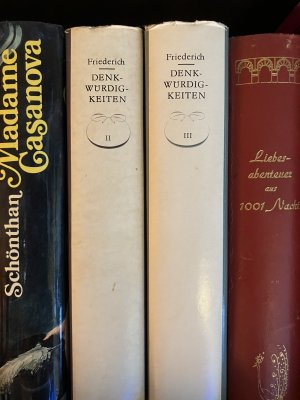 Schönthan Madame
Casanova
Friederich
DENK-
WÜRDIG-
KEITEN
II
Friederich
DENK-
WÜRDIG-
KEITEN
III
Liebes-
abenteuer
aus
1001 Nacht